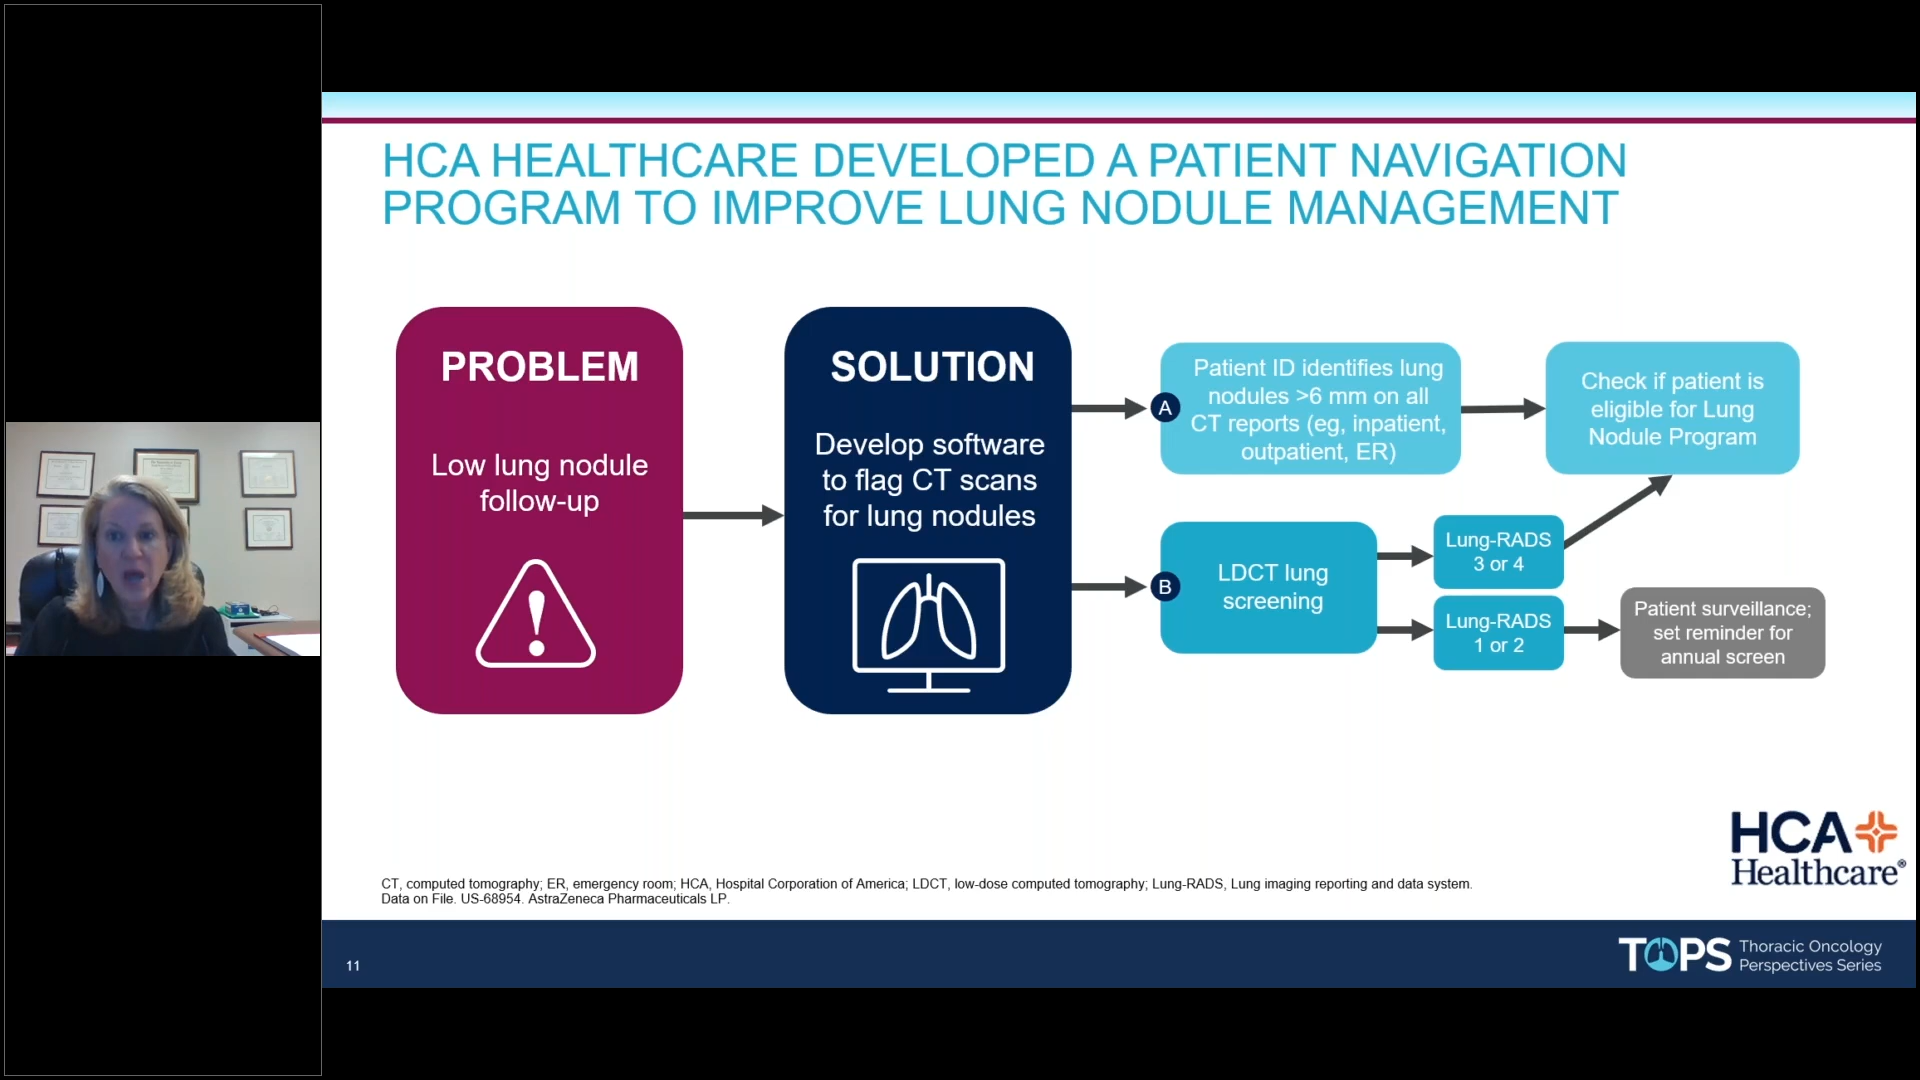 HCA HEALTHCARE DEVELOPED A PATIENT NAVIGATION
PROGRAM TO IMPROVE LUNG NODULE MANAGEMENT
PROBLEM
Low lung nodule
follow-up
SOLUTION
Develop software
to flag CT scans
for lung nodules
A
Patient ID identifies lung
nodules >6 mm on all
CT reports (eg, inpatient,
outpatient, ER)
Check if patient is
eligible for Lung
Nodule Program
B
LDCT lung
screening
Lung-RADS
3 or 4
Lung-RADS
1 or 2
Patient surveillance;
set reminder for
annual screen
HCA
Healthcare®
CT, computed tomography; ER, emergency room; HCA, Hospital Corporation of America; LDCT, low-dose computed tomography; Lung-RADS, Lung imaging reporting and data system.
Data on File. US-68954. AstraZeneca Pharmaceuticals LP.
11
TOPS
Thoracic Oncology
Perspectives Series